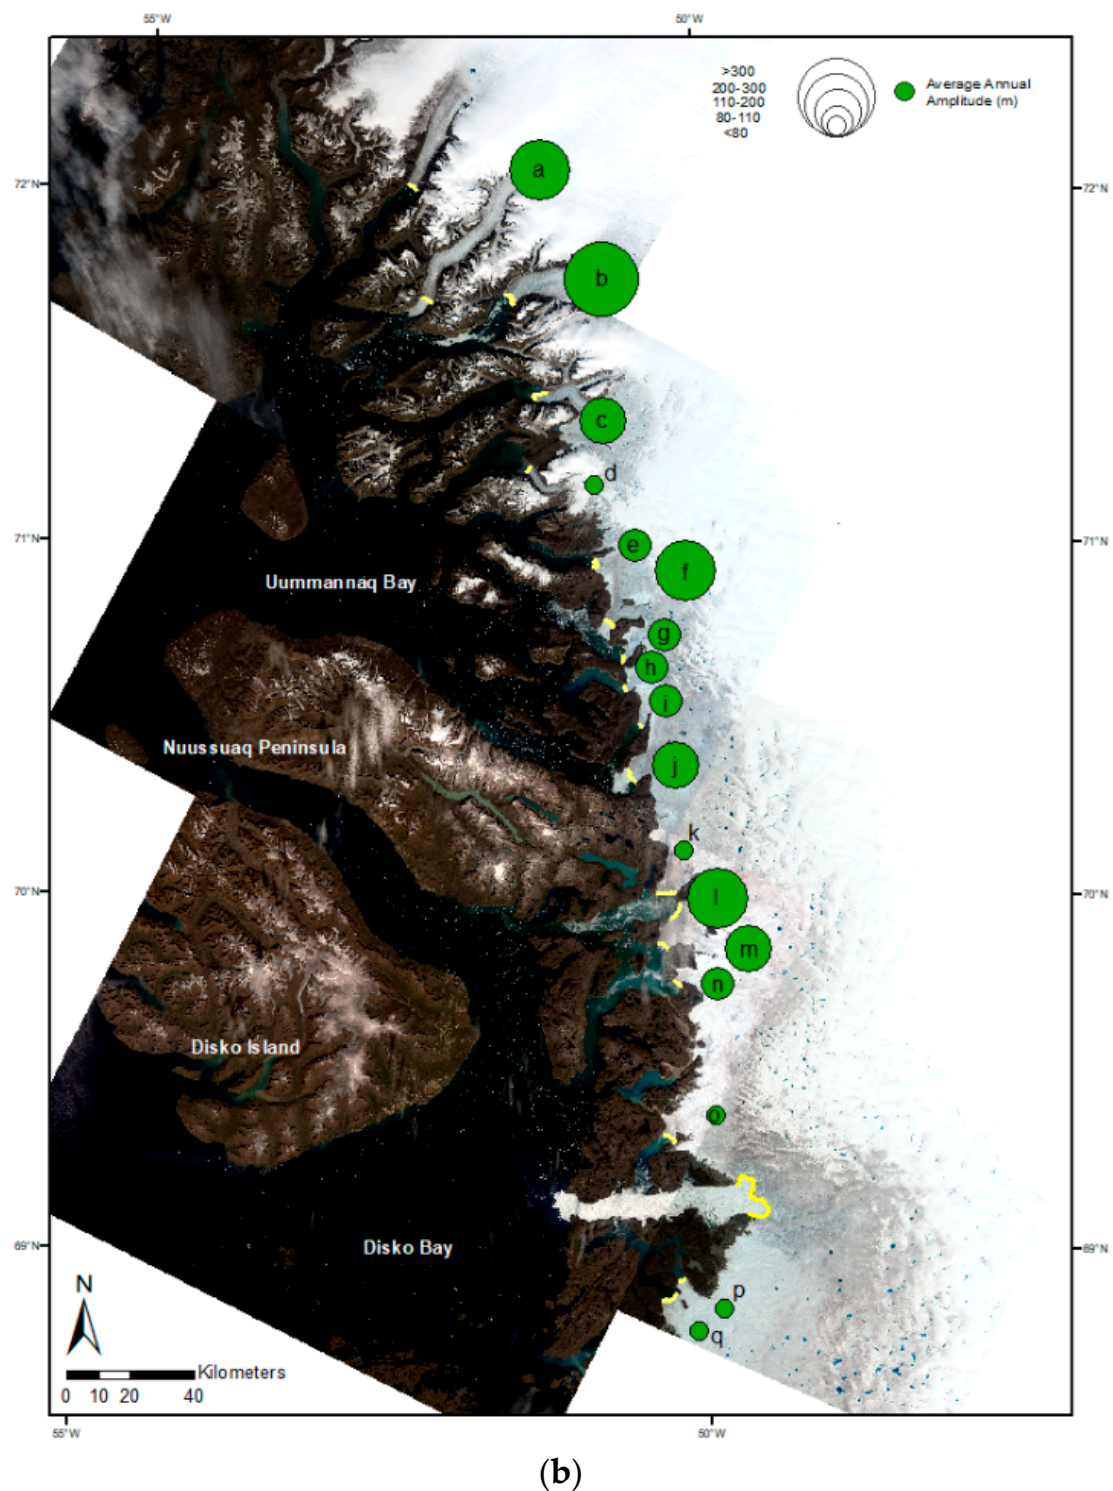 55°W
50°W
>300
200-300
110-200
80-110
<80
Average Annual
Amplitude (m)
a
72°N
72°N
b
c
d
71°N
71°N
e
f
Uummannaq Bay
g
h
i
Nuussuaq Peninsula
j
k
70°N
70°N
l
m
n
Disko Island
o
69°N
69°N
Disko Bay
N
p
q
Kilometers
0 10 20 40
55°W
50°W
(b)